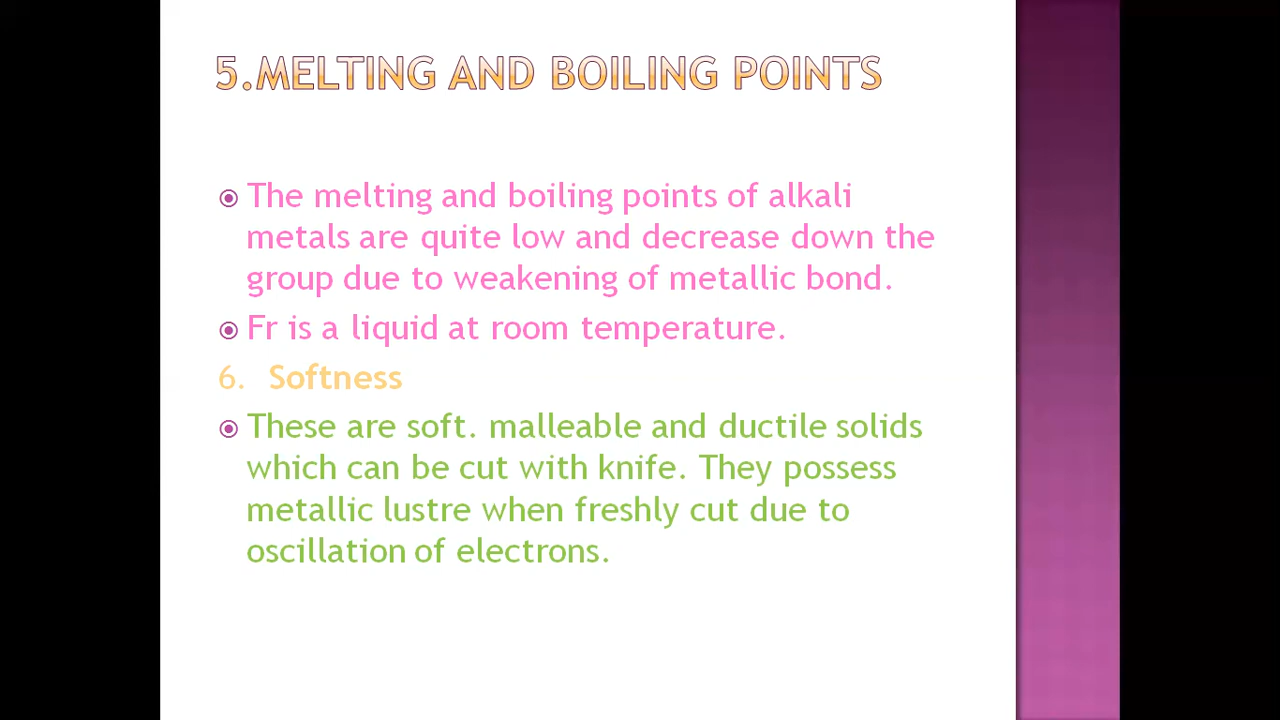 5.MELTING AND BOILING POINTS
The melting and boiling points of alkali
metals are quite low and decrease down the
group due to weakening of metallic bond.
Fr is a liquid at room temperature.
6. Softness
These are soft. malleable and ductile solids
which can be cut with knife. They possess
metallic lustre when freshly cut due to
oscillation of electrons.